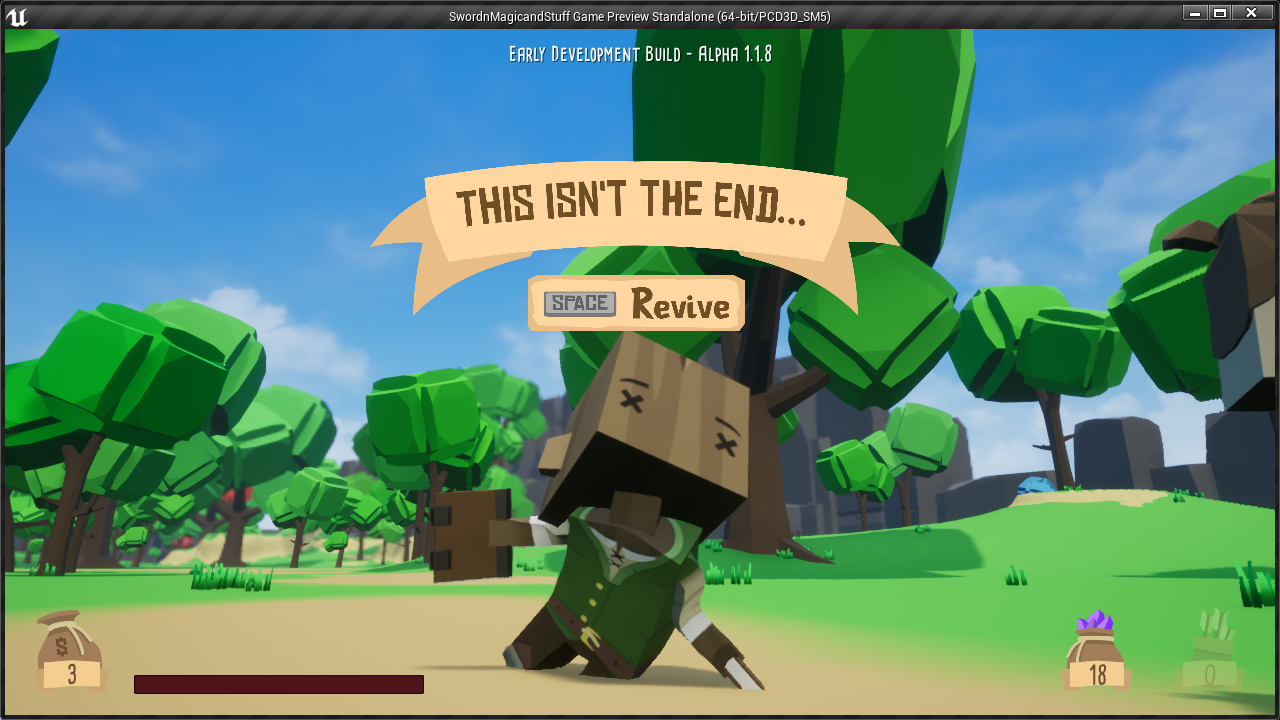 SwordnMagicandStuff Game Preview Standalone (64-bit/PCD3D_SM5)
Early Development Build - Alpha 1.1.8
THIS ISN'T THE END...
SPACE Revive
$
3
18
0